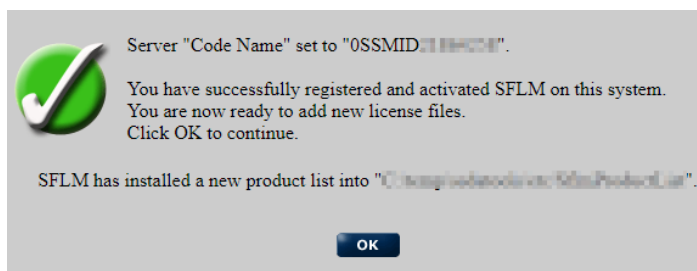 Server "Code Name" set to "0SSMID".
You have successfully registered and activated SFLM on this system.
You are now ready to add new license files.
Click OK to continue.
SFLM has installed a new product list into "".
OK